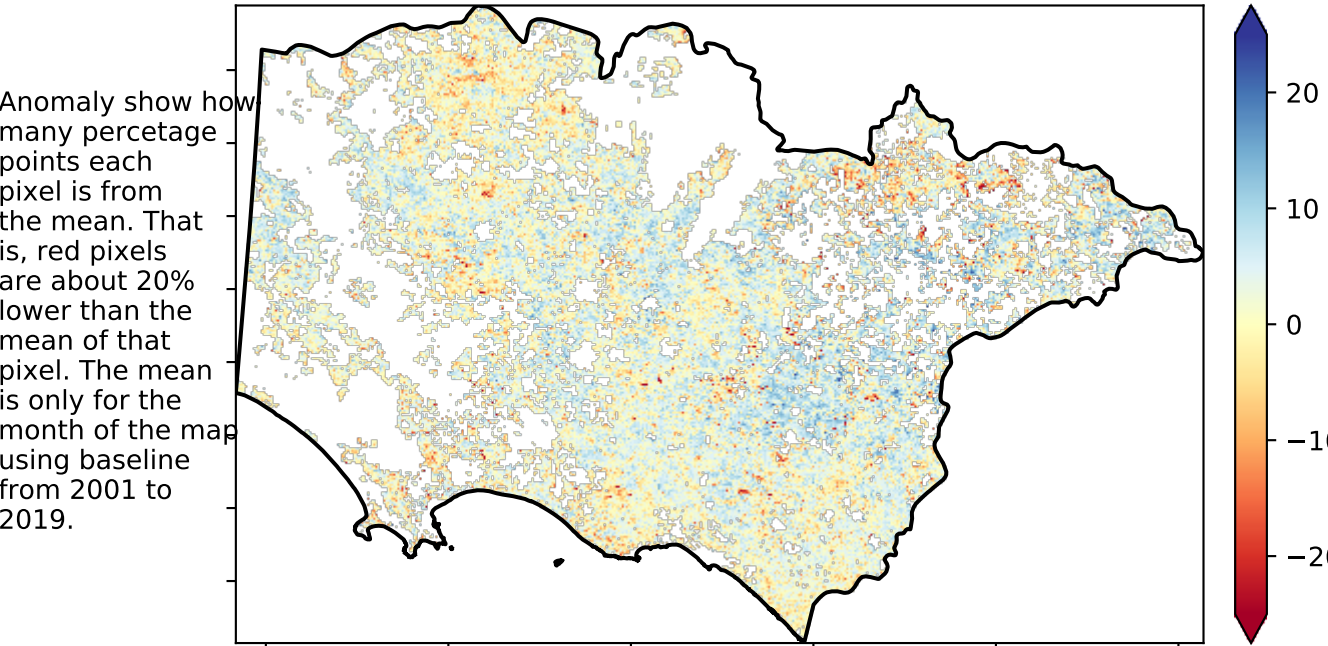 Anomaly show how
many percetage
points each
pixel is from
the mean. That
is, red pixels
are about 20%
lower than the
mean of that
pixel. The mean
is only for the
month of the map
using baseline
from 2001 to
2019.
20
10
0
−10
−20